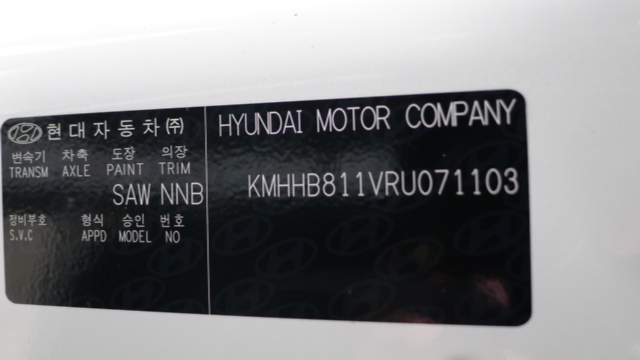 현대자동차㈜
변속기 차축 도장 의장
TRANSM AXLE PAINT TRIM
SAW NNB
정비부호 형식 승인 번호
S.V.C APPD MODEL NO
HYUNDAI MOTOR COMPANY
KMHHB811VRU071103